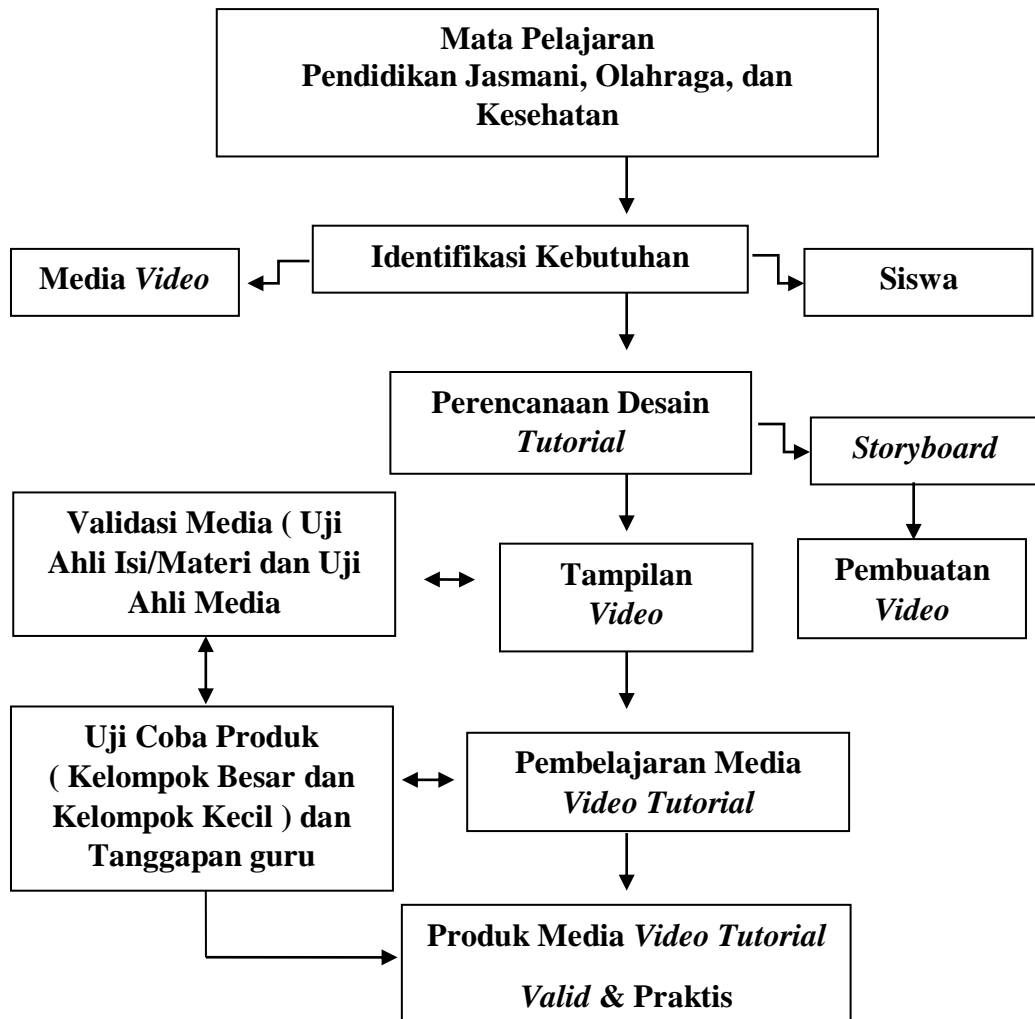 Mata Pelajaran
Pendidikan Jasmani, Olahraga, dan
Kesehatan
Identifikasi Kebutuhan
Media Video
Siswa
Perencanaan Desain
Tutorial
Storyboard
Validasi Media ( Uji
Ahli Isi/Materi dan Uji
Ahli Media
Tampilan
Video
Pembuatan
Video
Uji Coba Produk
( Kelompok Besar dan
Kelompok Kecil ) dan
Tanggapan guru
Pembelajaran Media
Video Tutorial
Produk Media Video Tutorial
Valid & Praktis